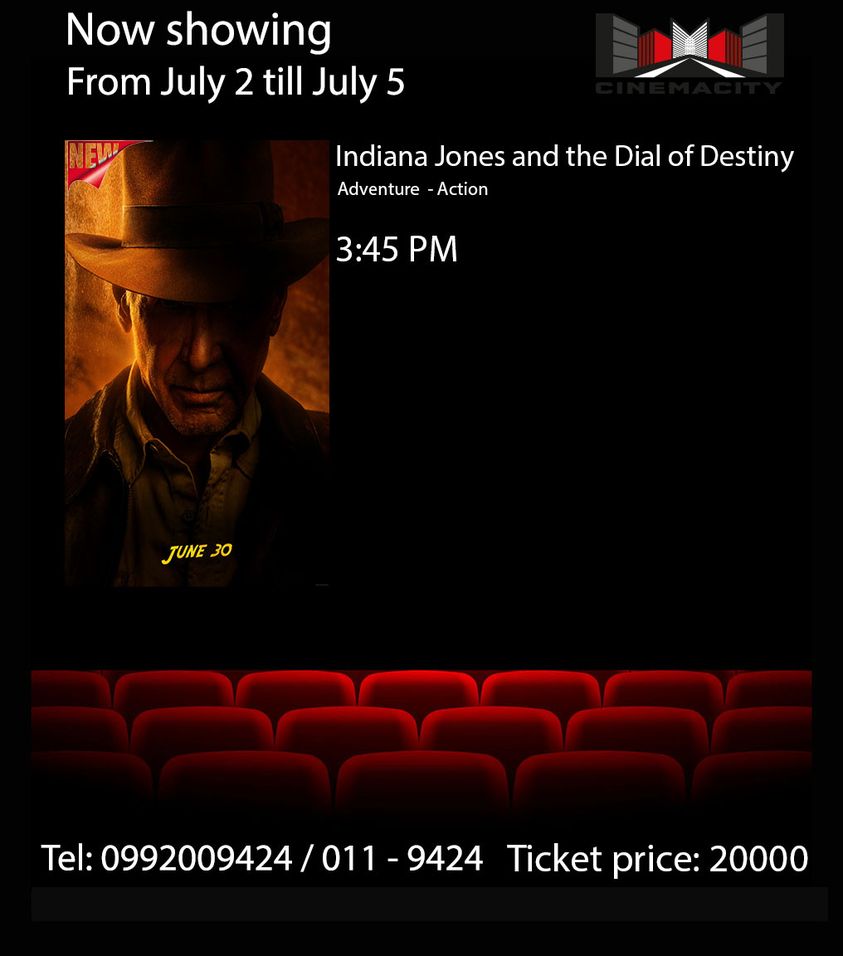 Now showing
From July 2 till July 5
CINEMACITY
NEW
Indiana Jones and the Dial of Destiny
Adventure - Action
3:45 PM
JUNE 30
Tel: 0992009424 / 011 - 9424 Ticket price: 20000